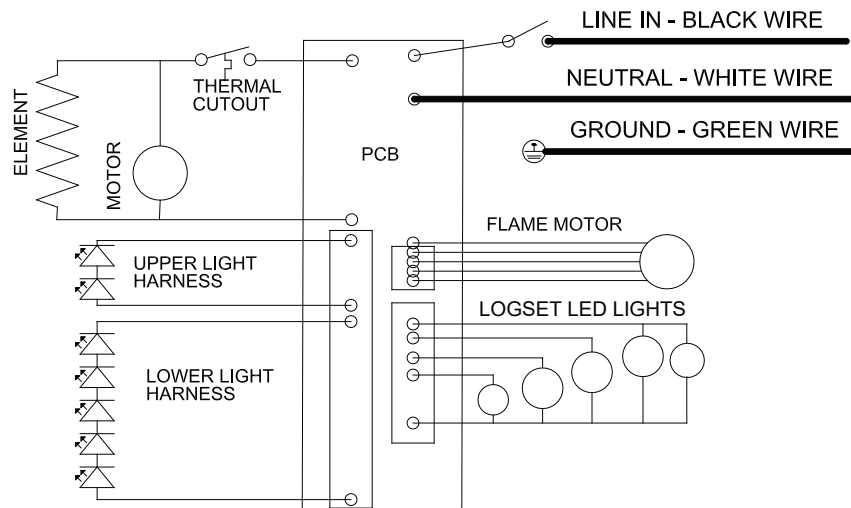 LINE IN - BLACK WIRE
NEUTRAL - WHITE WIRE
GROUND - GREEN WIRE
THERMAL
CUTOUT
ELEMENT
MOTOR
PCB
FLAME MOTOR
UPPER LIGHT
HARNESS
LOGSET LED LIGHTS
LOWER LIGHT
HARNESS